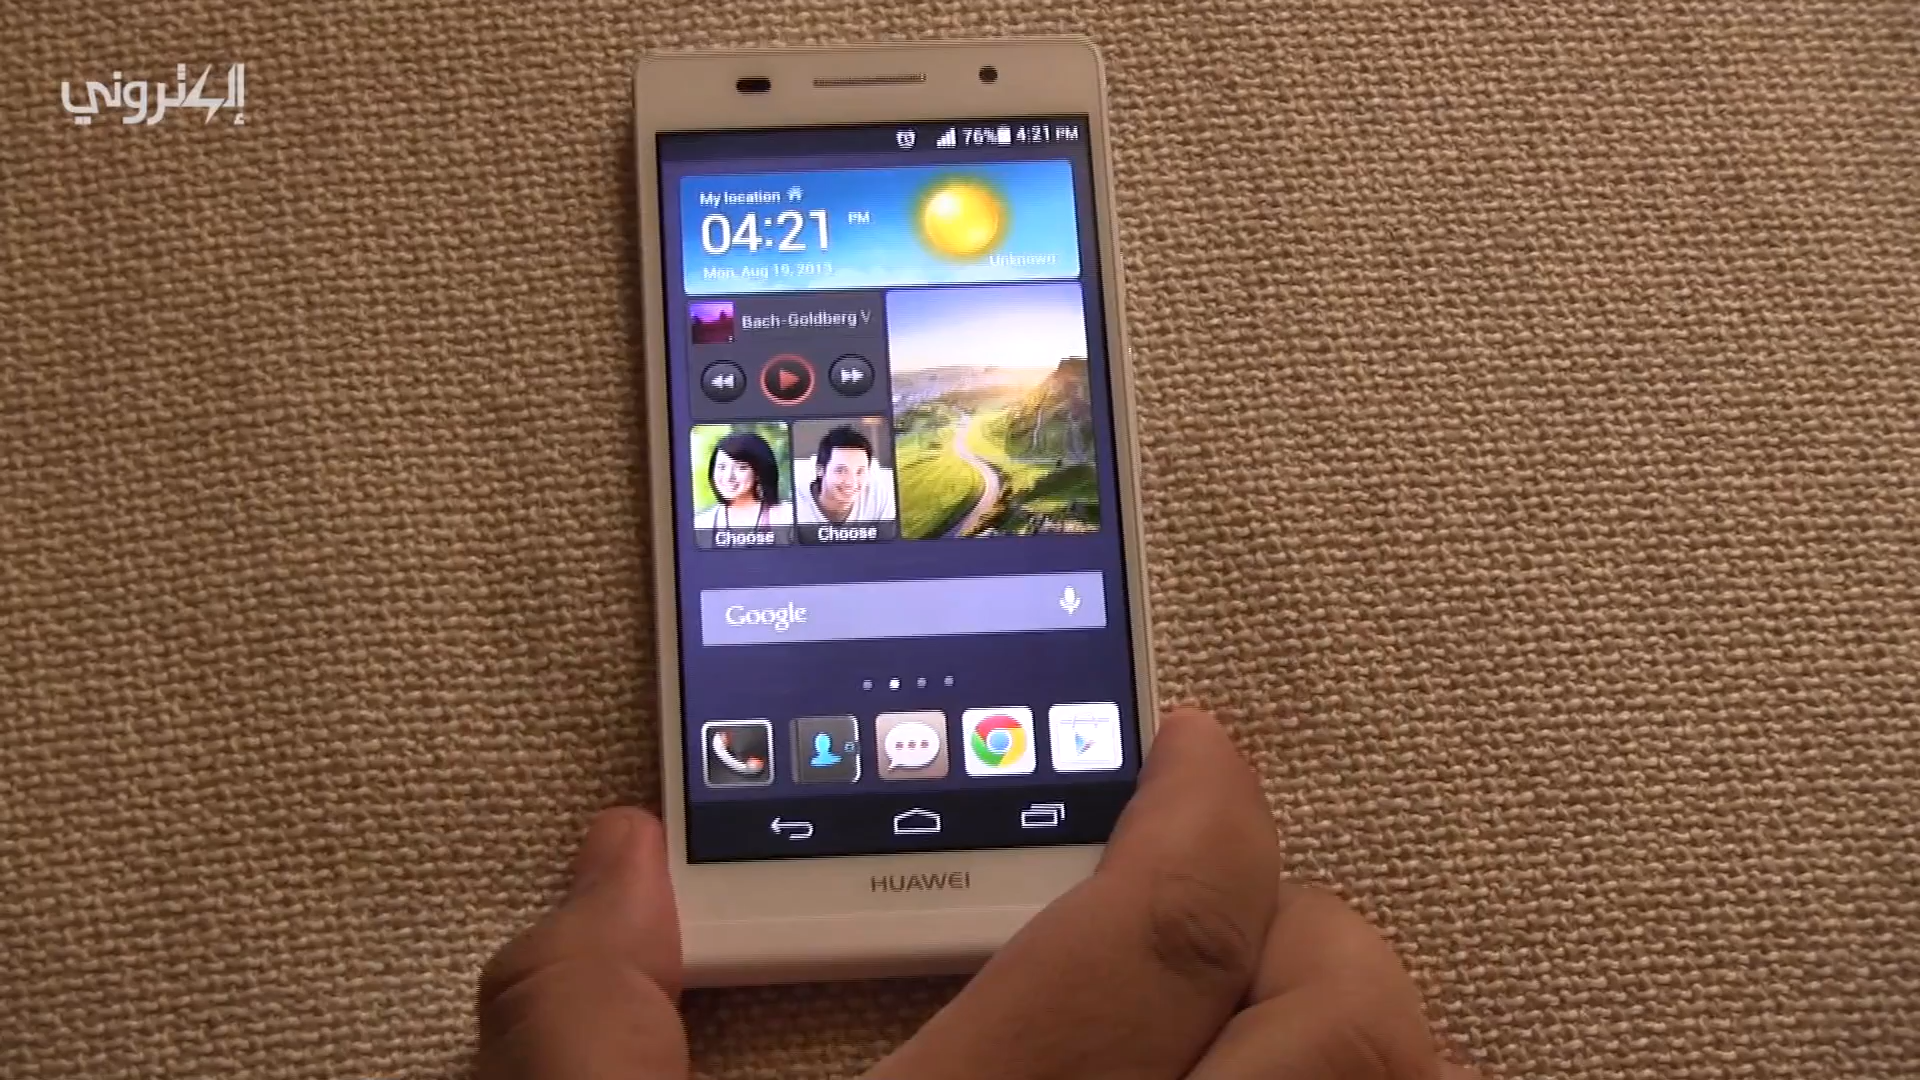 إلكتروني
76% 4:21 PM
My location
04:21 PM
Mon, Aug 19, 2013
Unknown
Bach-Goldberg V
Choose
Choose
Google
HUAWEI